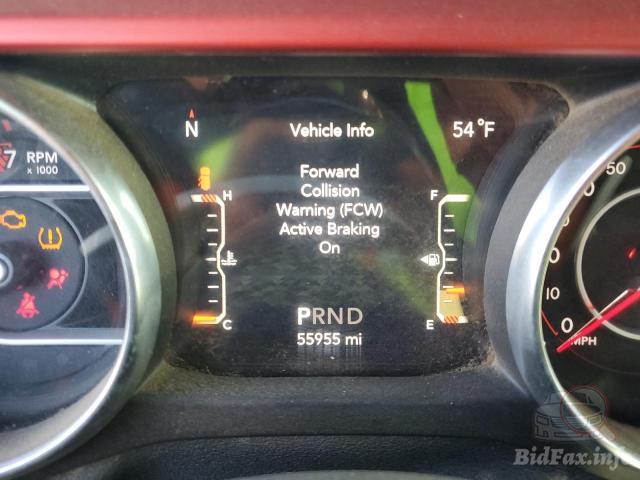 N
Vehicle Info
54°F
7
RPM
x 1000
Forward
Collision
Warning (FCW)
Active Braking
On
H
F
C
E
PRND
55955 mi
50
10
0
MPH
BidFax.info